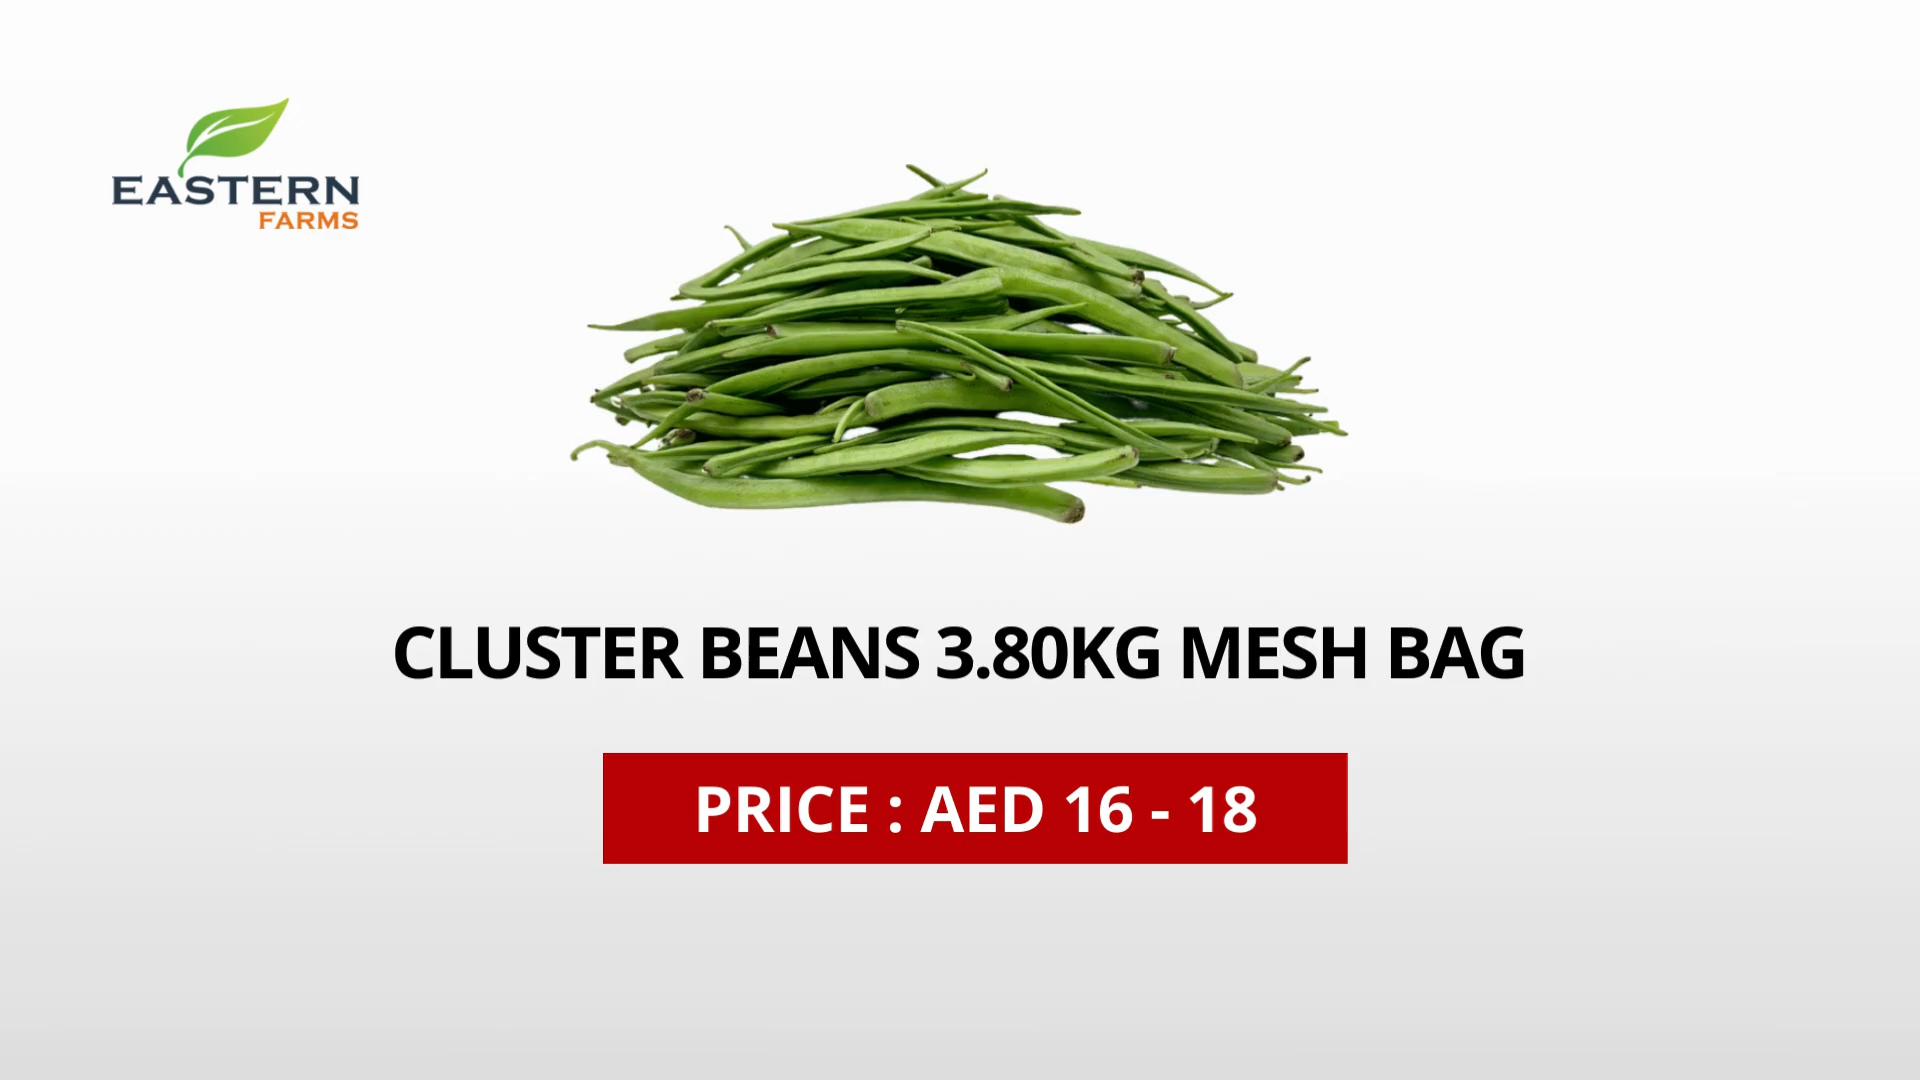 EASTERN
FARMS
CLUSTER BEANS 3.80KG MESH BAG
PRICE : AED 16 - 18